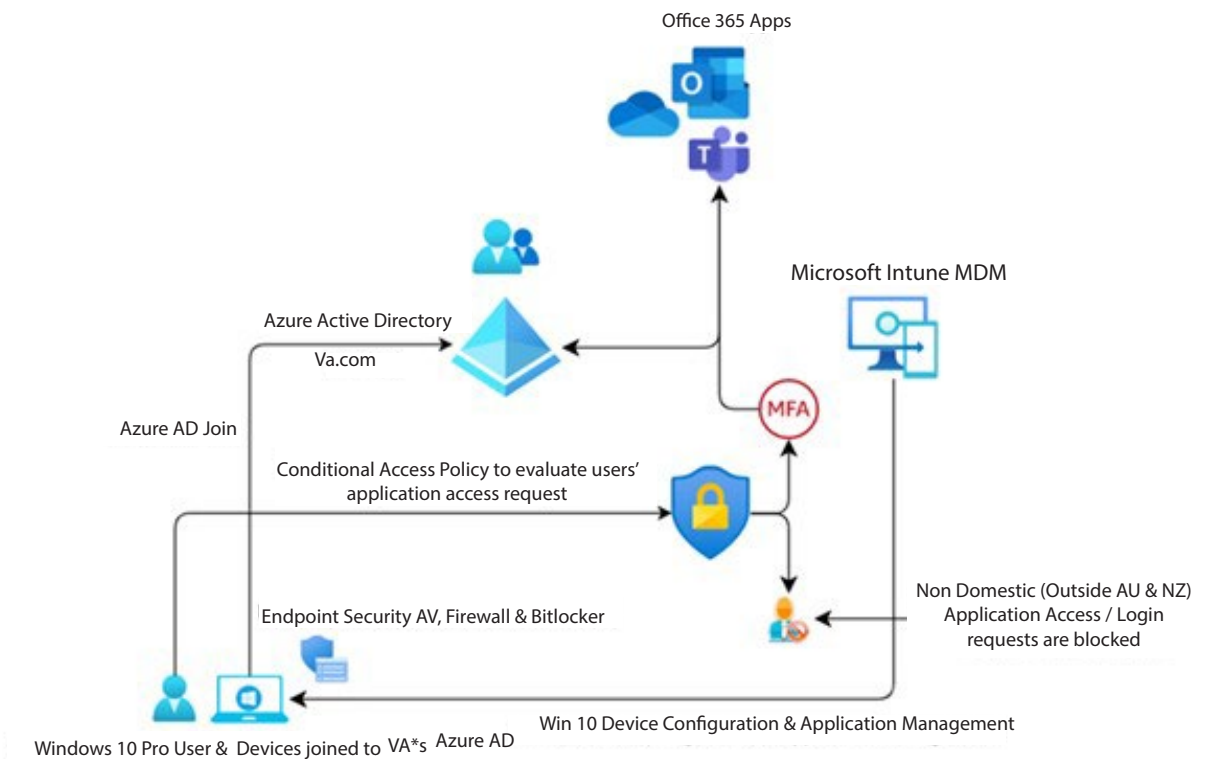 Office 365 Apps
Microsoft Intune MDM
Azure Active Directory
Va.com
MFA
Azure AD Join
Conditional Access Policy to evaluate users’
application access request
Non Domestic (Outside AU & NZ)
Application Access / Login
requests are blocked
Endpoint Security AV, Firewall & Bitlocker
Win 10 Device Configuration & Application Management
Windows 10 Pro User & Devices joined to VA*s Azure AD
O
T